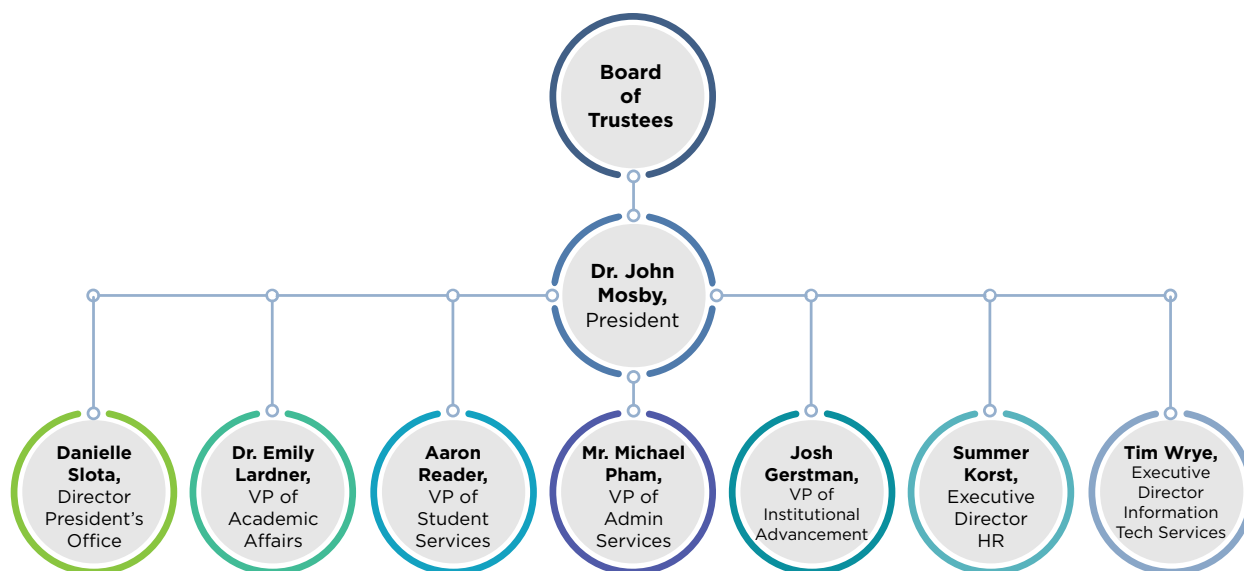 Board
of
Trustees
Dr. John
Mosby,
President
Danielle
Slota,
Director
President’s
Office
Dr. Emily
Lardner,
VP of
Academic
Affairs
Aaron
Reader,
VP of
Student
Services
Mr. Michael
Pham,
VP of
Admin
Services
Josh
Gerstman,
VP of
Institutional
Advancement
Summer
Korst,
Executive
Director
HR
Tim Wrye,
Executive
Director
Information
Tech Services